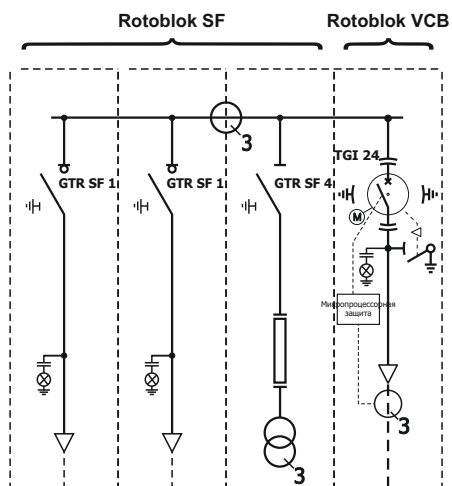 Rotoblok SF
Rotoblok VCB
3
TGI 24
GTR SF 1
GTR SF 1
GTR SF 4
M
Микропроцессорная
защита
3
3